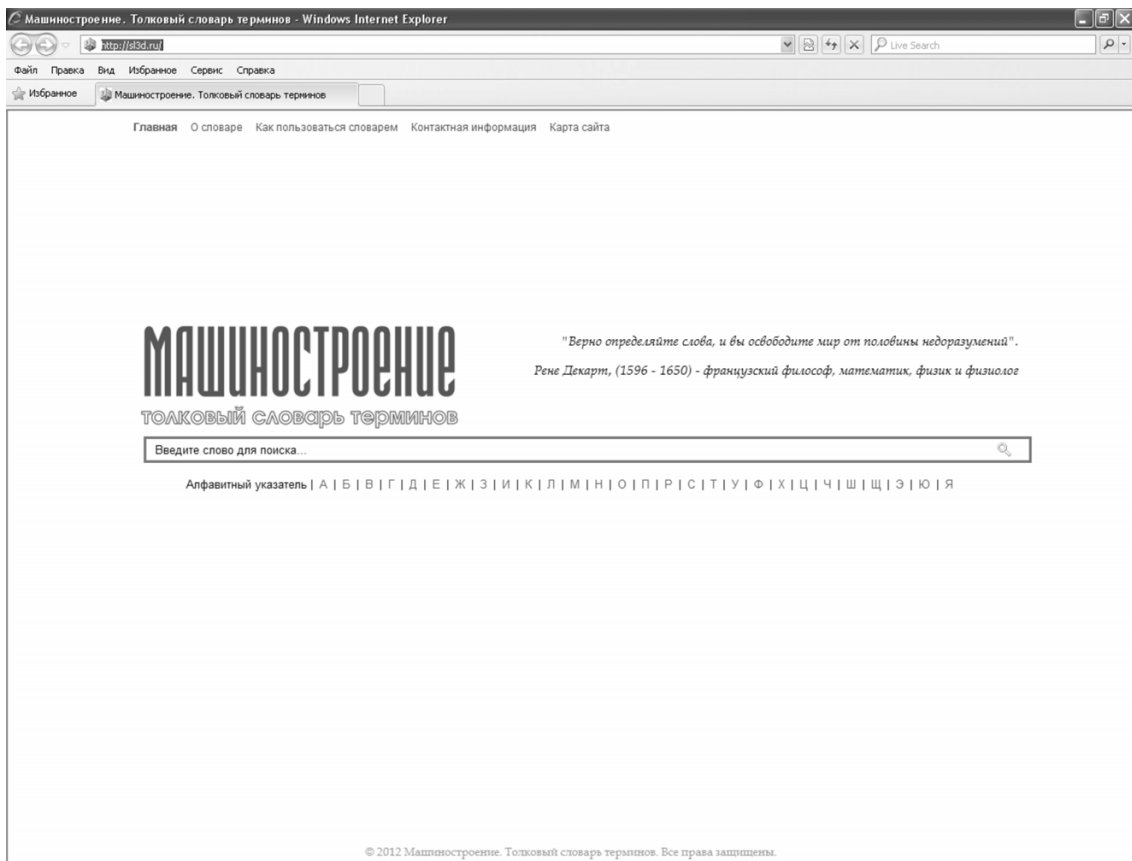 Машиностроение. Толковый словарь терминов - Windows Internet Explorer
http://sl3d.ru/
Live Search
Файл Правка Вид Избранное Сервис Справка
Избранное
Машиностроение. Толковый словарь терминов
Главная О словаре Как пользоваться словарем Контактная информация Карта сайта
МАШИНОСТРОЕНИЕ
толковый словарь терминов
"Верно определяйте слова, и вы освободите мир от половины недоразумений".
Рене Декарт, (1596 - 1650) - французский философ, математик, физик и физиолог
Введите слово для поиска...
Алфавитный указатель | А | Б | В | Г | Д | Е | Ж | З | И | К | Л | М | Н | О | П | Р | С | Т | У | Ф | Х | Ц | Ч | Ш | Щ | Э | Ю | Я
© 2012 Машиностроение. Толковый словарь терминов. Все права защищены.